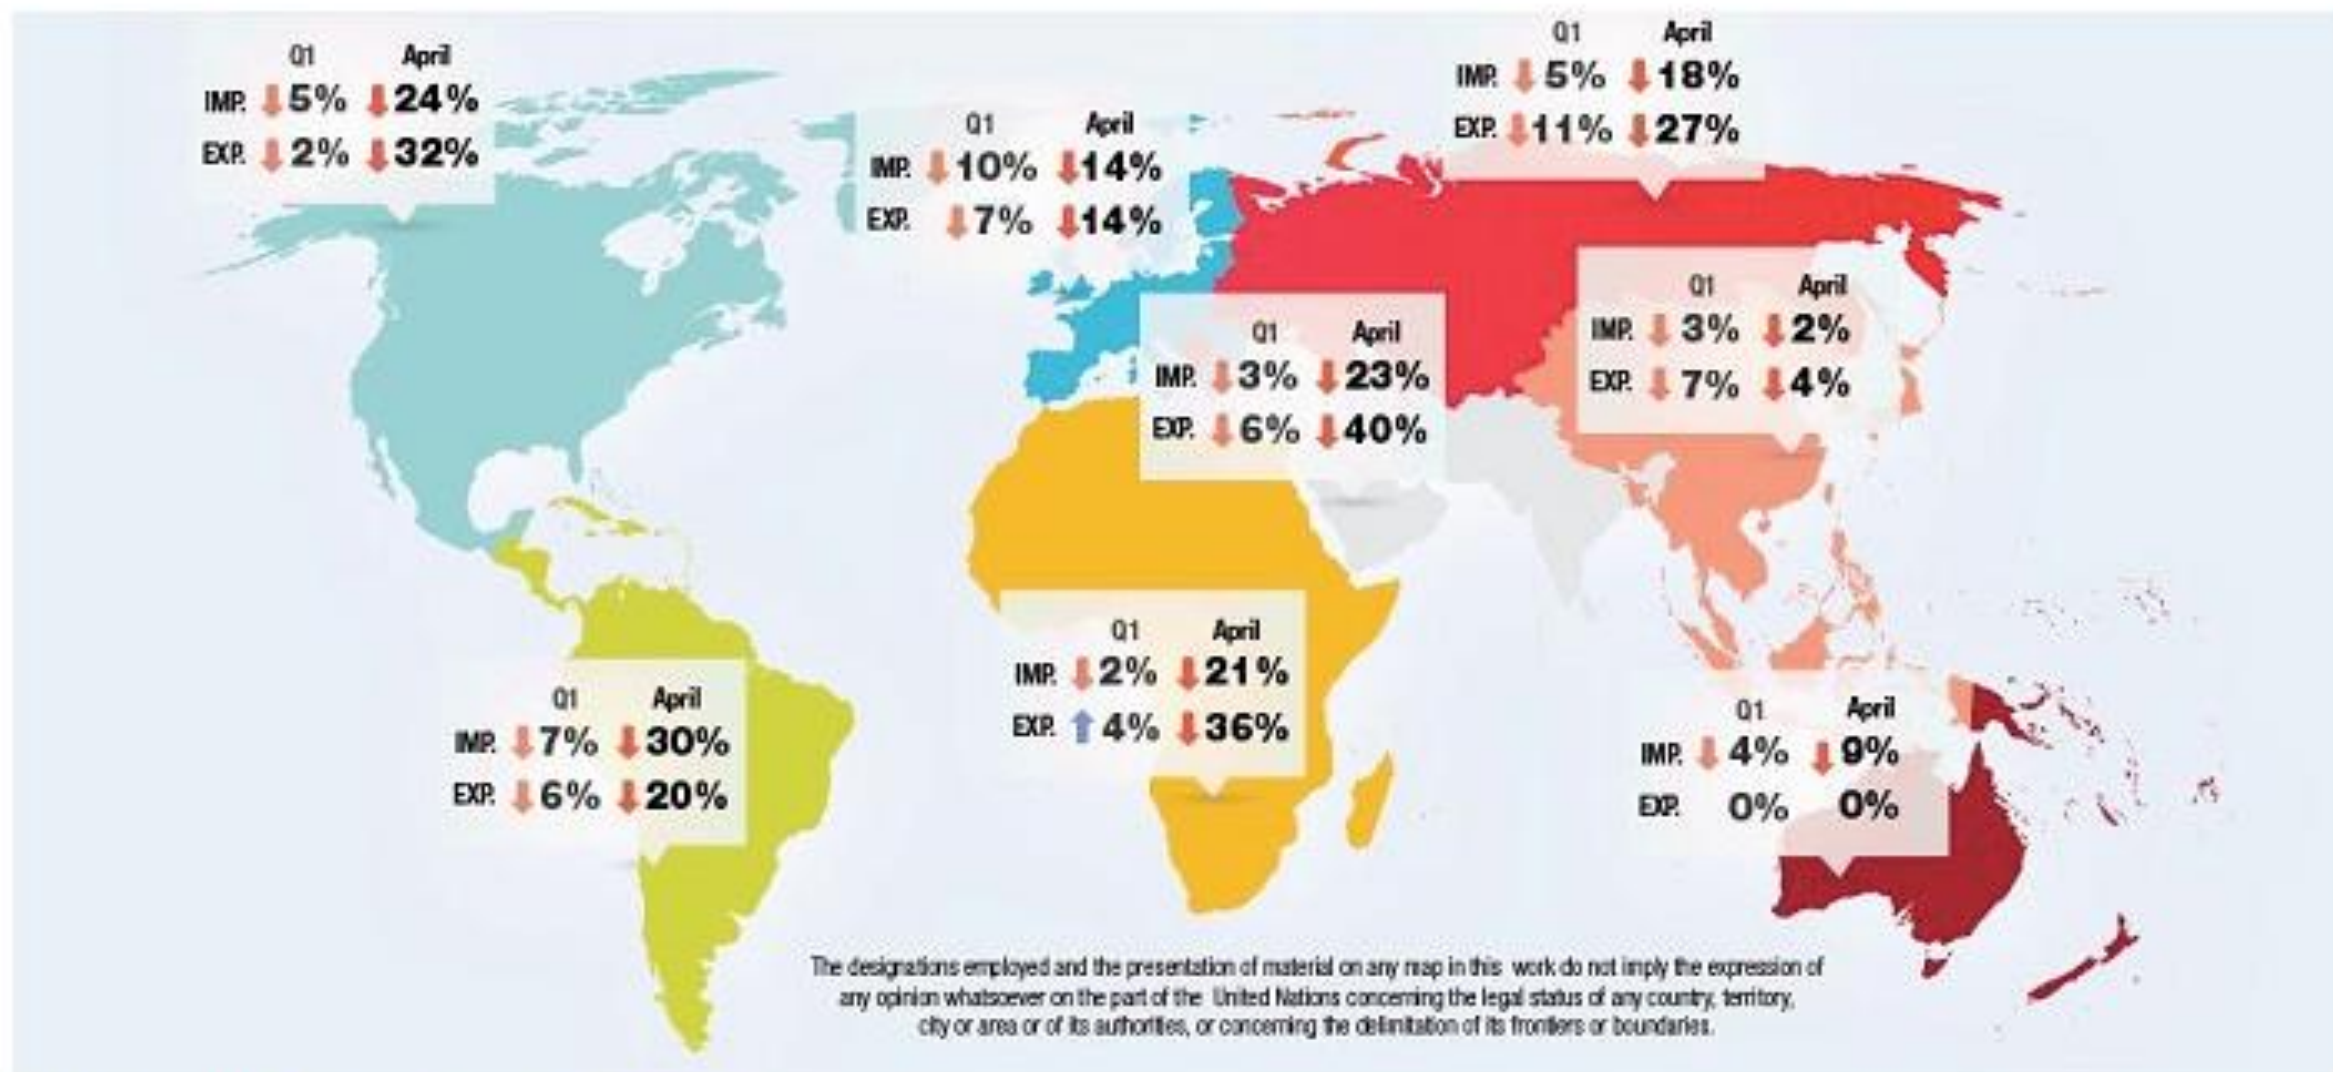 Q1 April
IMP. 5% 24%
EXP. 2% 32%
Q1 April
IMP. 10% 14%
EXP. 7% 14%
Q1 April
IMP. 5% 18%
EXP. 11% 27%
Q1 April
IMP. 3% 23%
EXP. 6% 40%
Q1 April
IMP. 3% 2%
EXP. 7% 4%
Q1 April
IMP. 7% 30%
EXP. 6% 20%
Q1 April
IMP. 2% 21%
EXP. 4% 36%
Q1 April
IMP. 4% 9%
EXP. 0% 0%
The designations employed and the presentation of material on any map in this work do not imply the expression of
any opinion whatsoever on the part of the United Nations concerning the legal status of any country, territory,
city or area or of its authorities, or concerning the delimitation of its frontiers or boundaries.